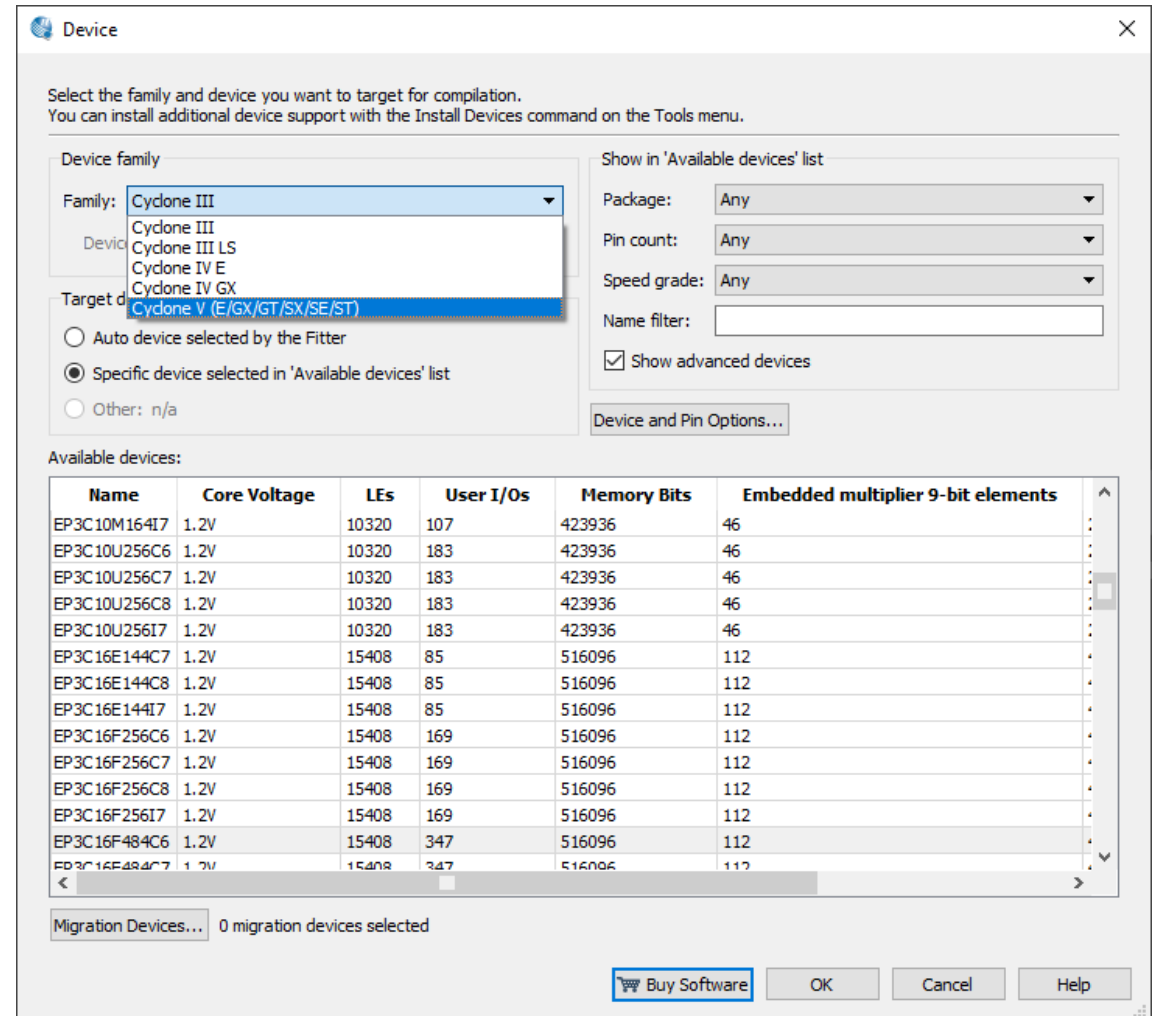 Device
Select the family and device you want to target for compilation.
You can install additional device support with the Install Devices command on the Tools menu.
Device family
Family: Cyclone III
Cyclone III
Devic Cyclone III LS
Cyclone IV E
Cyclone IV GX
Target d Cyclone V (E/GX/GT/SX/SE/ST)
Auto device selected by the Fitter
Specific device selected in 'Available devices' list
Other: n/a
Show in 'Available devices' list
Package: Any
Pin count: Any
Speed grade: Any
Name filter:
Show advanced devices
Device and Pin Options...
Available devices:
Name Core Voltage LEs User I/Os Memory Bits Embedded multiplier 9-bit elements
EP3C10M164I7 1.2V 10320 107 423936 46
EP3C10U256C6 1.2V 10320 183 423936 46
EP3C10U256C7 1.2V 10320 183 423936 46
EP3C10U256C8 1.2V 10320 183 423936 46
EP3C10U256I7 1.2V 10320 183 423936 46
EP3C16E144C7 1.2V 15408 85 516096 112
EP3C16E144C8 1.2V 15408 85 516096 112
EP3C16E144I7 1.2V 15408 85 516096 112
EP3C16F256C6 1.2V 15408 169 516096 112
EP3C16F256C7 1.2V 15408 169 516096 112
EP3C16F256C8 1.2V 15408 169 516096 112
EP3C16F256I7 1.2V 15408 169 516096 112
EP3C16F484C6 1.2V 15408 347 516096 112
EP3C16F484C7 1.2V 15408 347 516096 112
Migration Devices... 0 migration devices selected
Buy Software OK Cancel Help